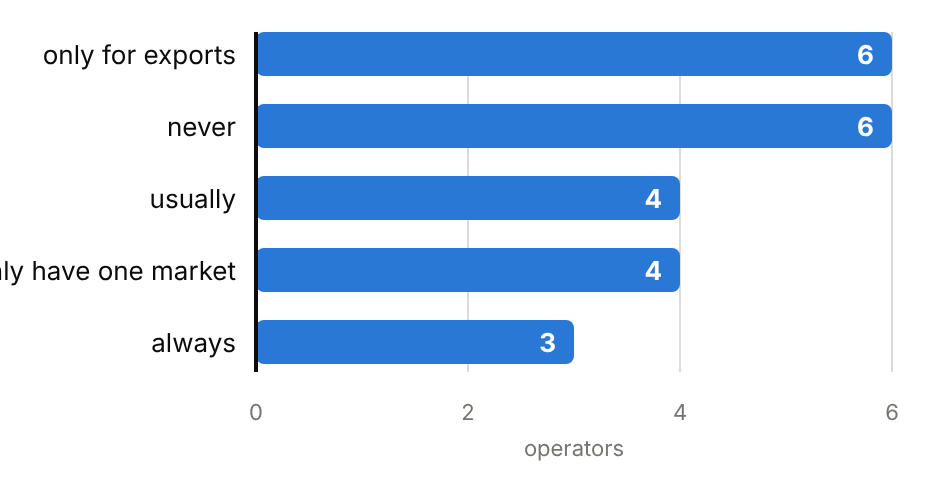 only for exports 6
never 6
usually 4
have one market 4
always 3
0 2 4 6
operators